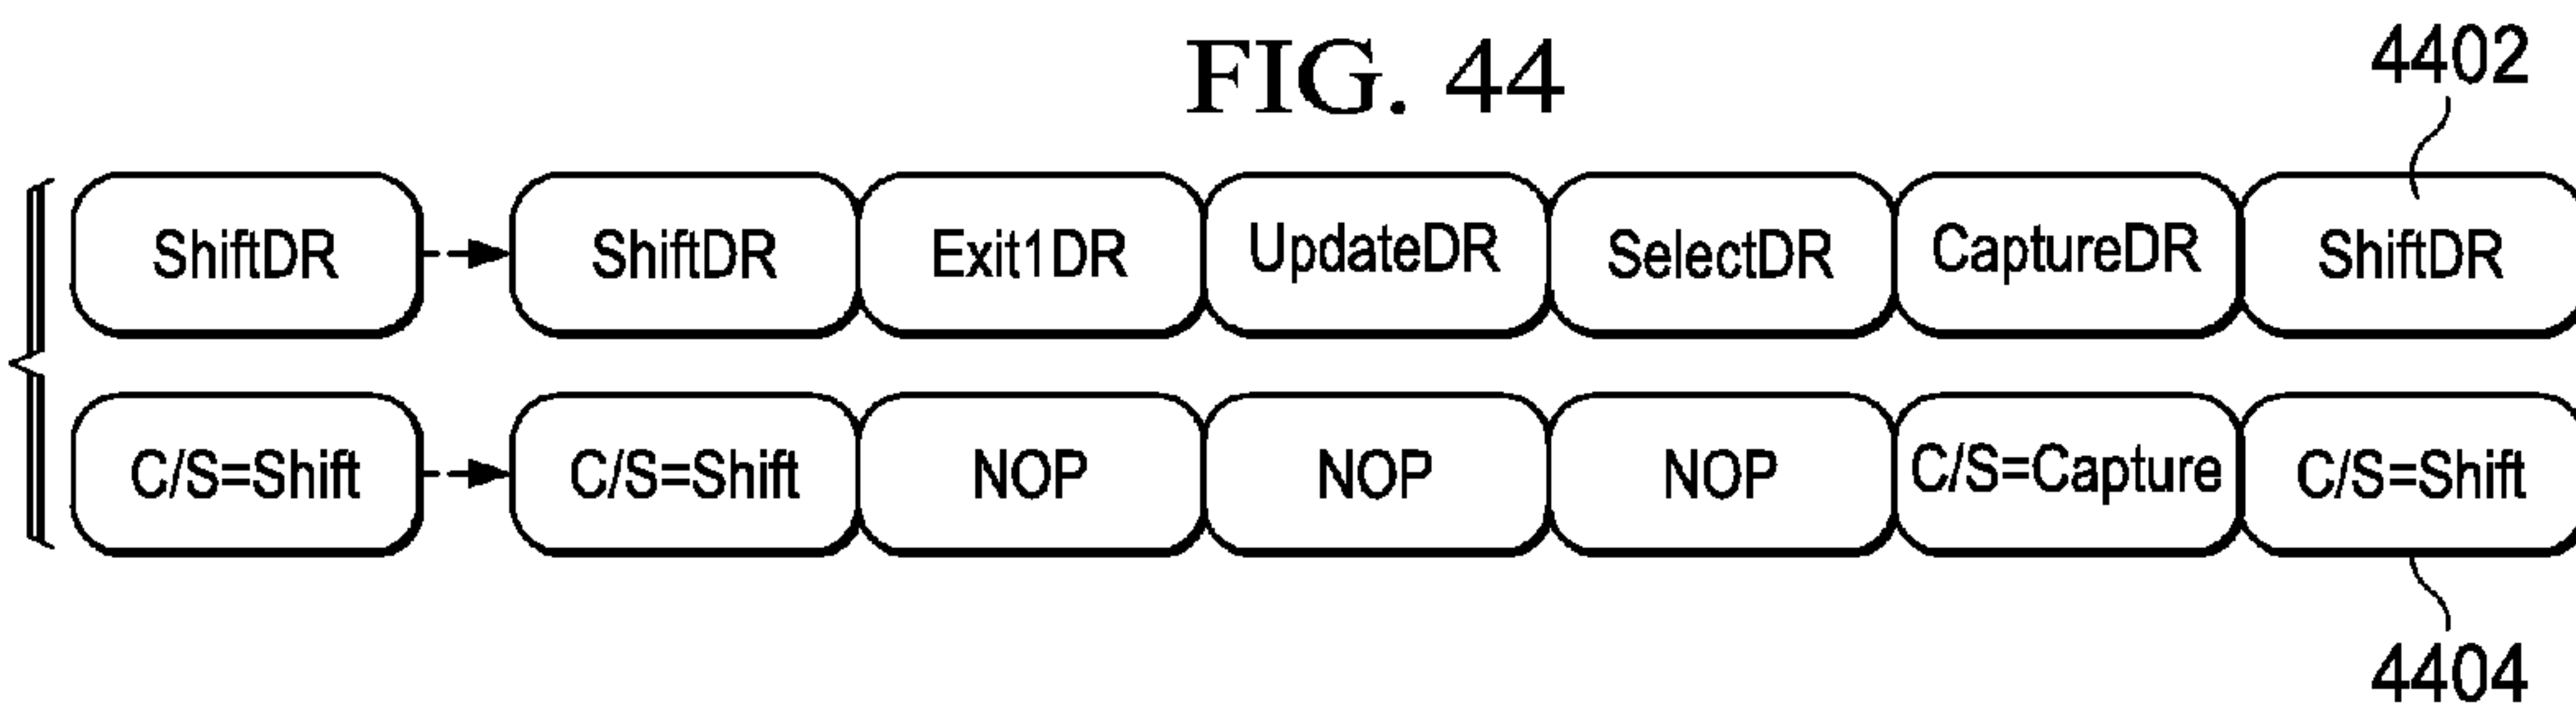 FIG. 44
4402
ShiftDR ShiftDR Exit1DR UpdateDR SelectDR CaptureDR ShiftDR
C/S=Shift C/S=Shift NOP NOP NOP C/S=Capture C/S=Shift
4404